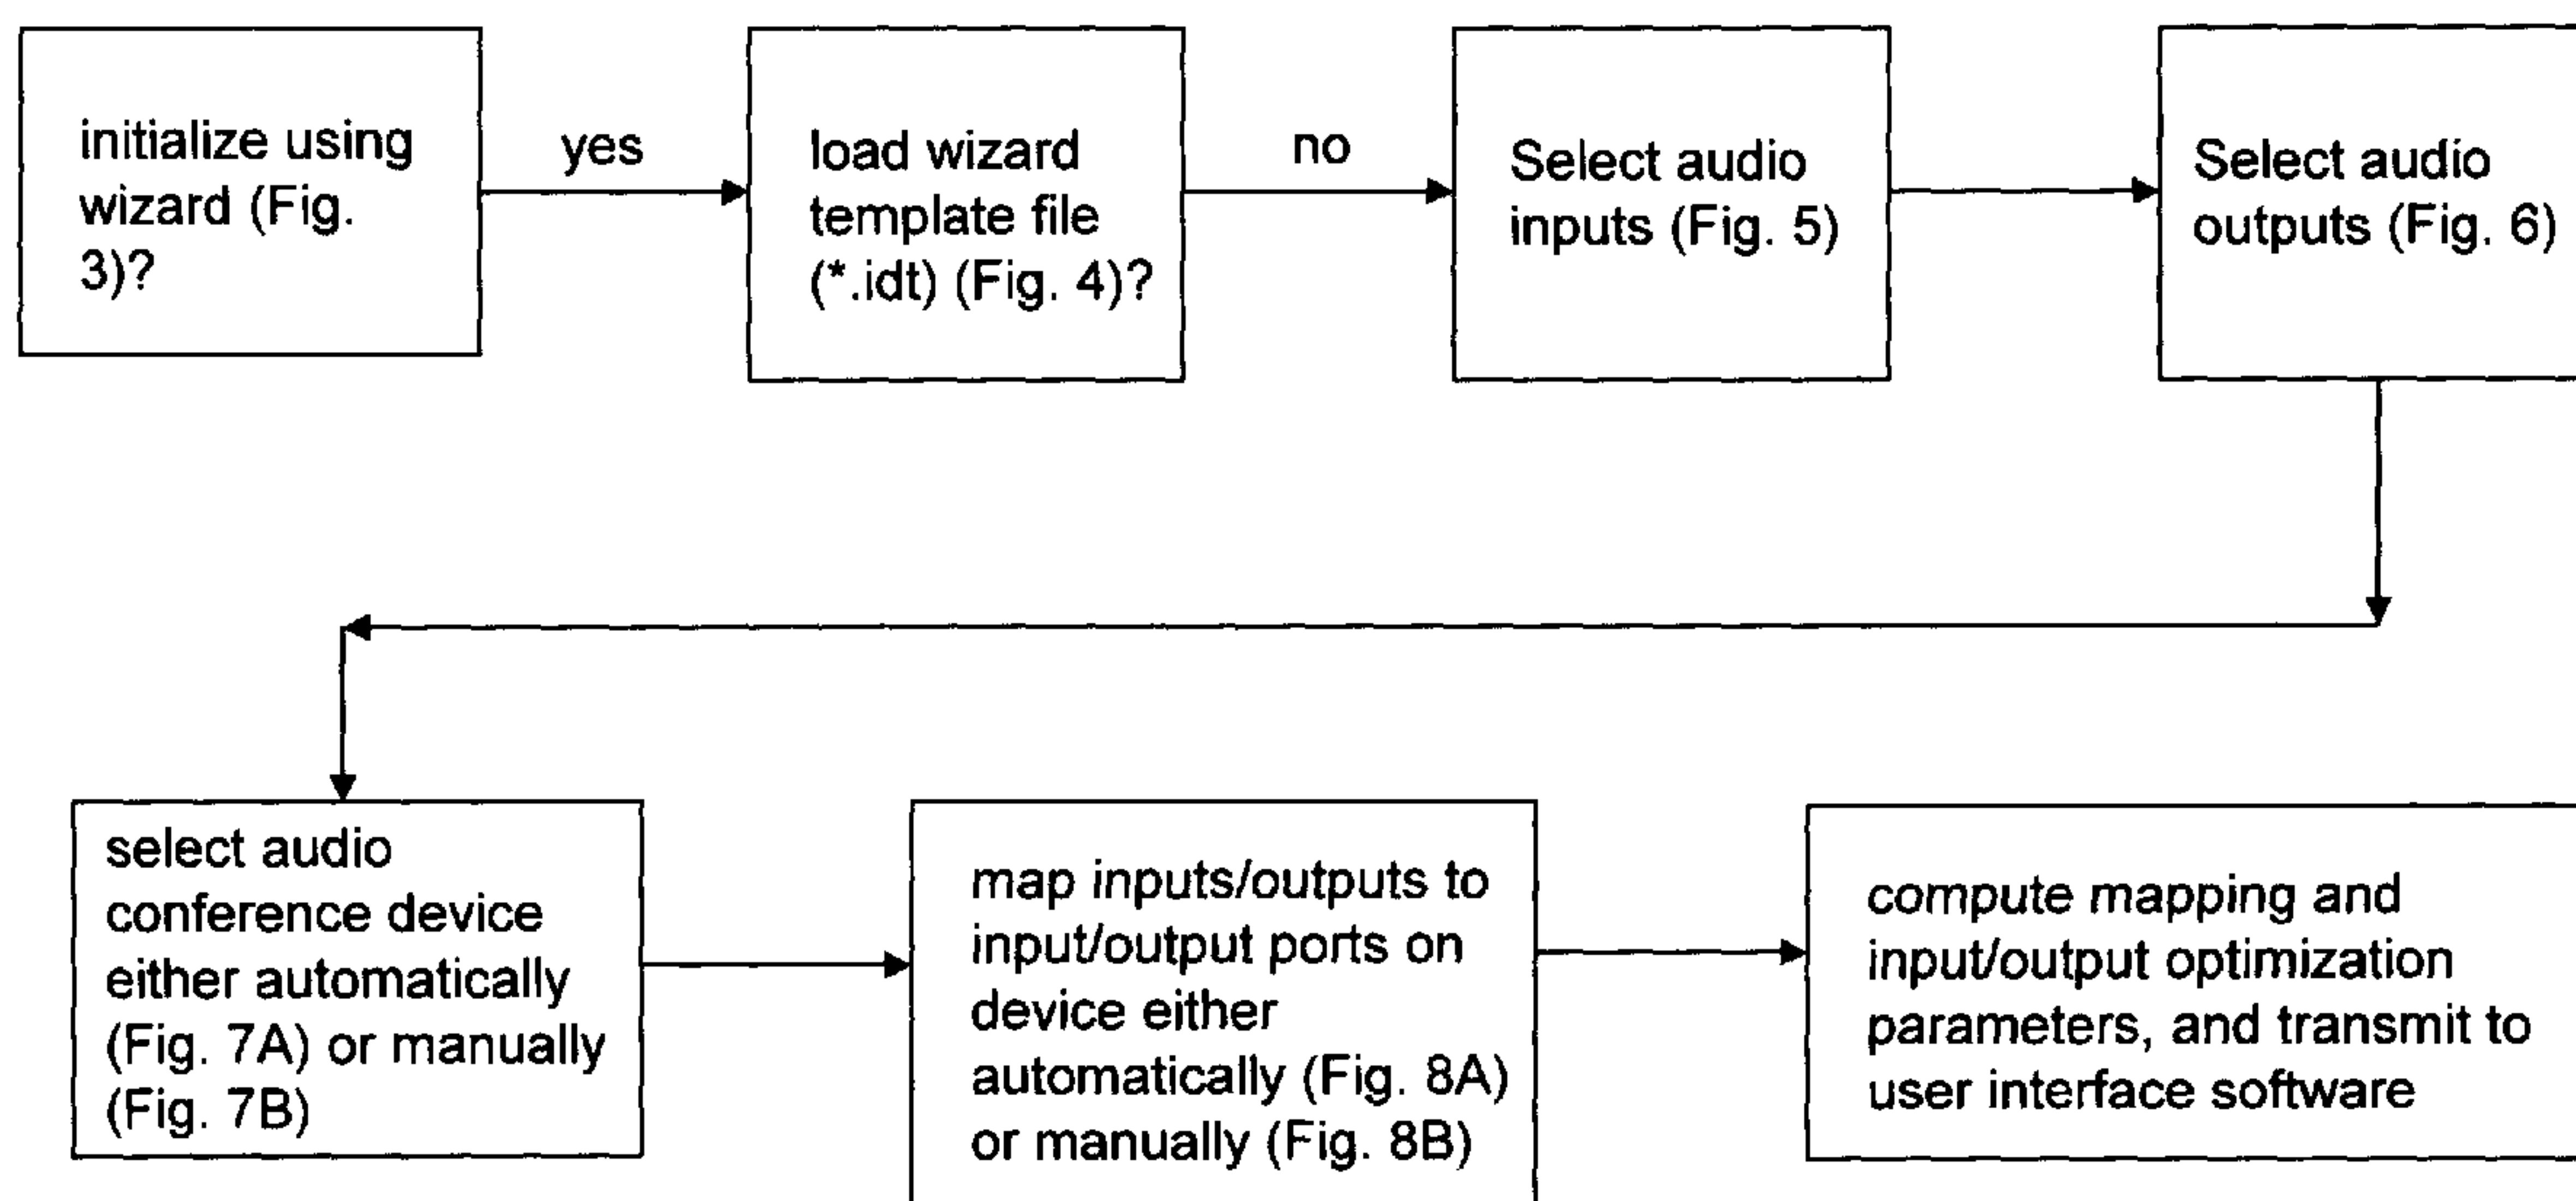 initialize using
wizard (Fig.
3)?
yes
load wizard
template file
(*.idt) (Fig. 4)?
no
Select audio
inputs (Fig. 5)
Select audio
outputs (Fig. 6)
select audio
conference device
either automatically
(Fig. 7A) or manually
(Fig. 7B)
map inputs/outputs to
input/output ports on
device either
automatically (Fig. 8A)
or manually (Fig. 8B)
compute mapping and
input/output optimization
parameters, and transmit to
user interface software